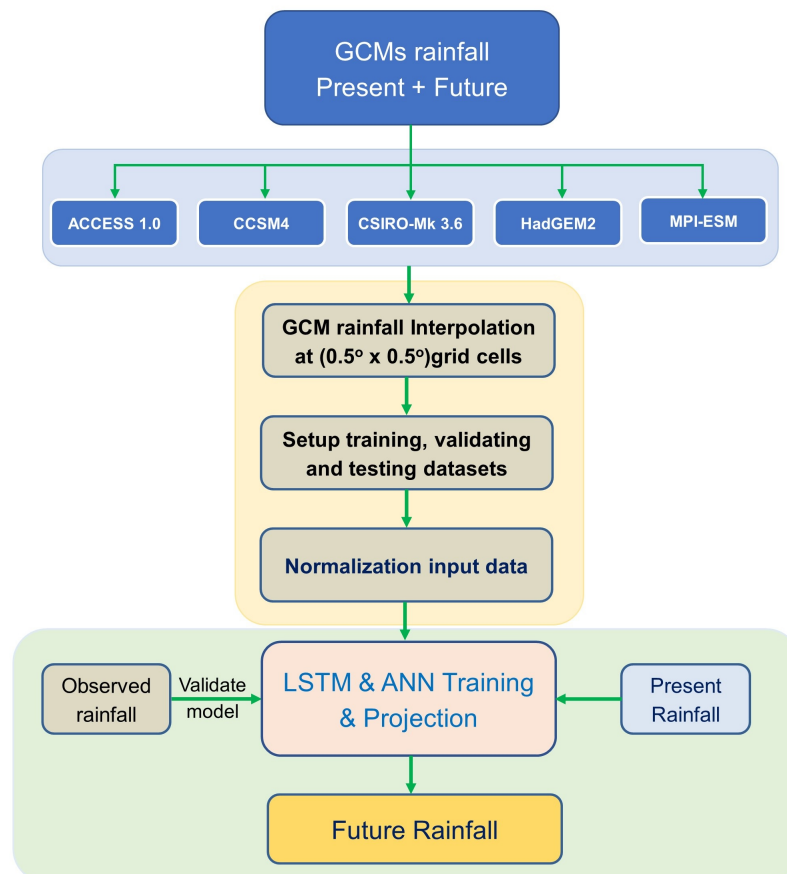 GCMs rainfall
Present + Future
ACCESS 1.0
CCSM4
CSIRO-Mk 3.6
HadGEM2
MPI-ESM
GCM rainfall Interpolation
at (0.5º x 0.5º)grid cells
Setup training, validating
and testing datasets
Normalization input data
Observed
rainfall
Validate
model
LSTM & ANN Training
& Projection
Present
Rainfall
Future Rainfall